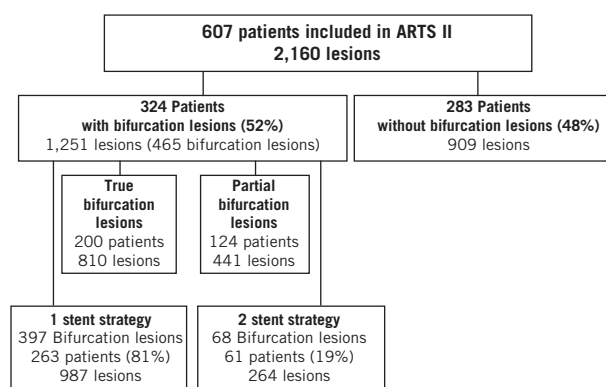 607 patients included in ARTS II
2,160 lesions
324 Patients
with bifurcation lesions (52%)
1,251 lesions (465 bifurcation lesions)
283 Patients
without bifurcation lesions (48%)
909 lesions
True
bifurcation
lesions
200 patients
810 lesions
Partial
bifurcation
lesions
124 patients
441 lesions
1 stent strategy
397 Bifurcation lesions
263 patients (81%)
987 lesions
2 stent strategy
68 Bifurcation lesions
61 patients (19%)
264 lesions